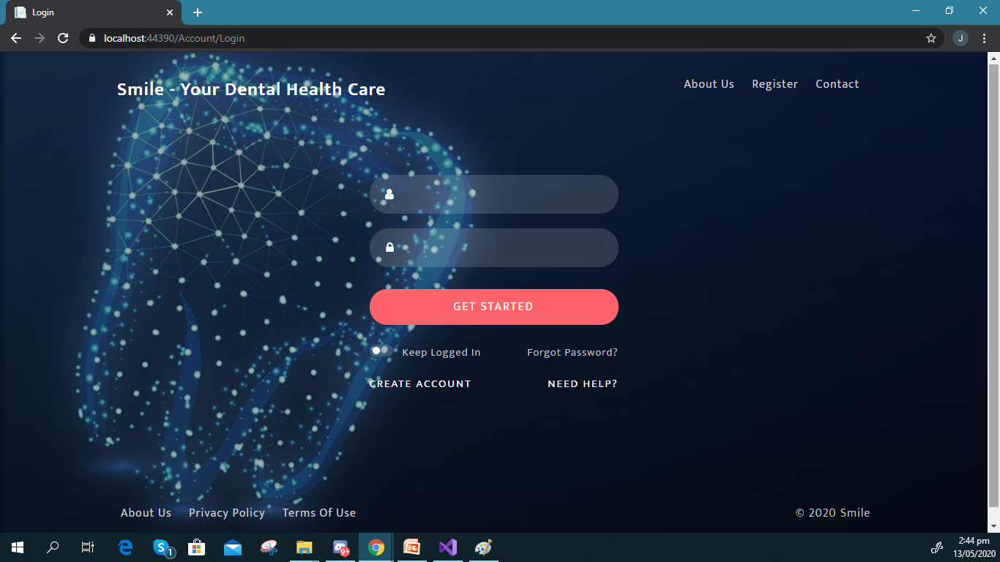 Login
localhost:44390/Account/Login
J
Smile - Your Dental Health Care
About Us Register Contact
GET STARTED
Keep Logged In Forgot Password?
CREATE ACCOUNT NEED HELP?
About Us Privacy Policy Terms Of Use © 2020 Smile
1
9+
2:44 pm
13/05/2020